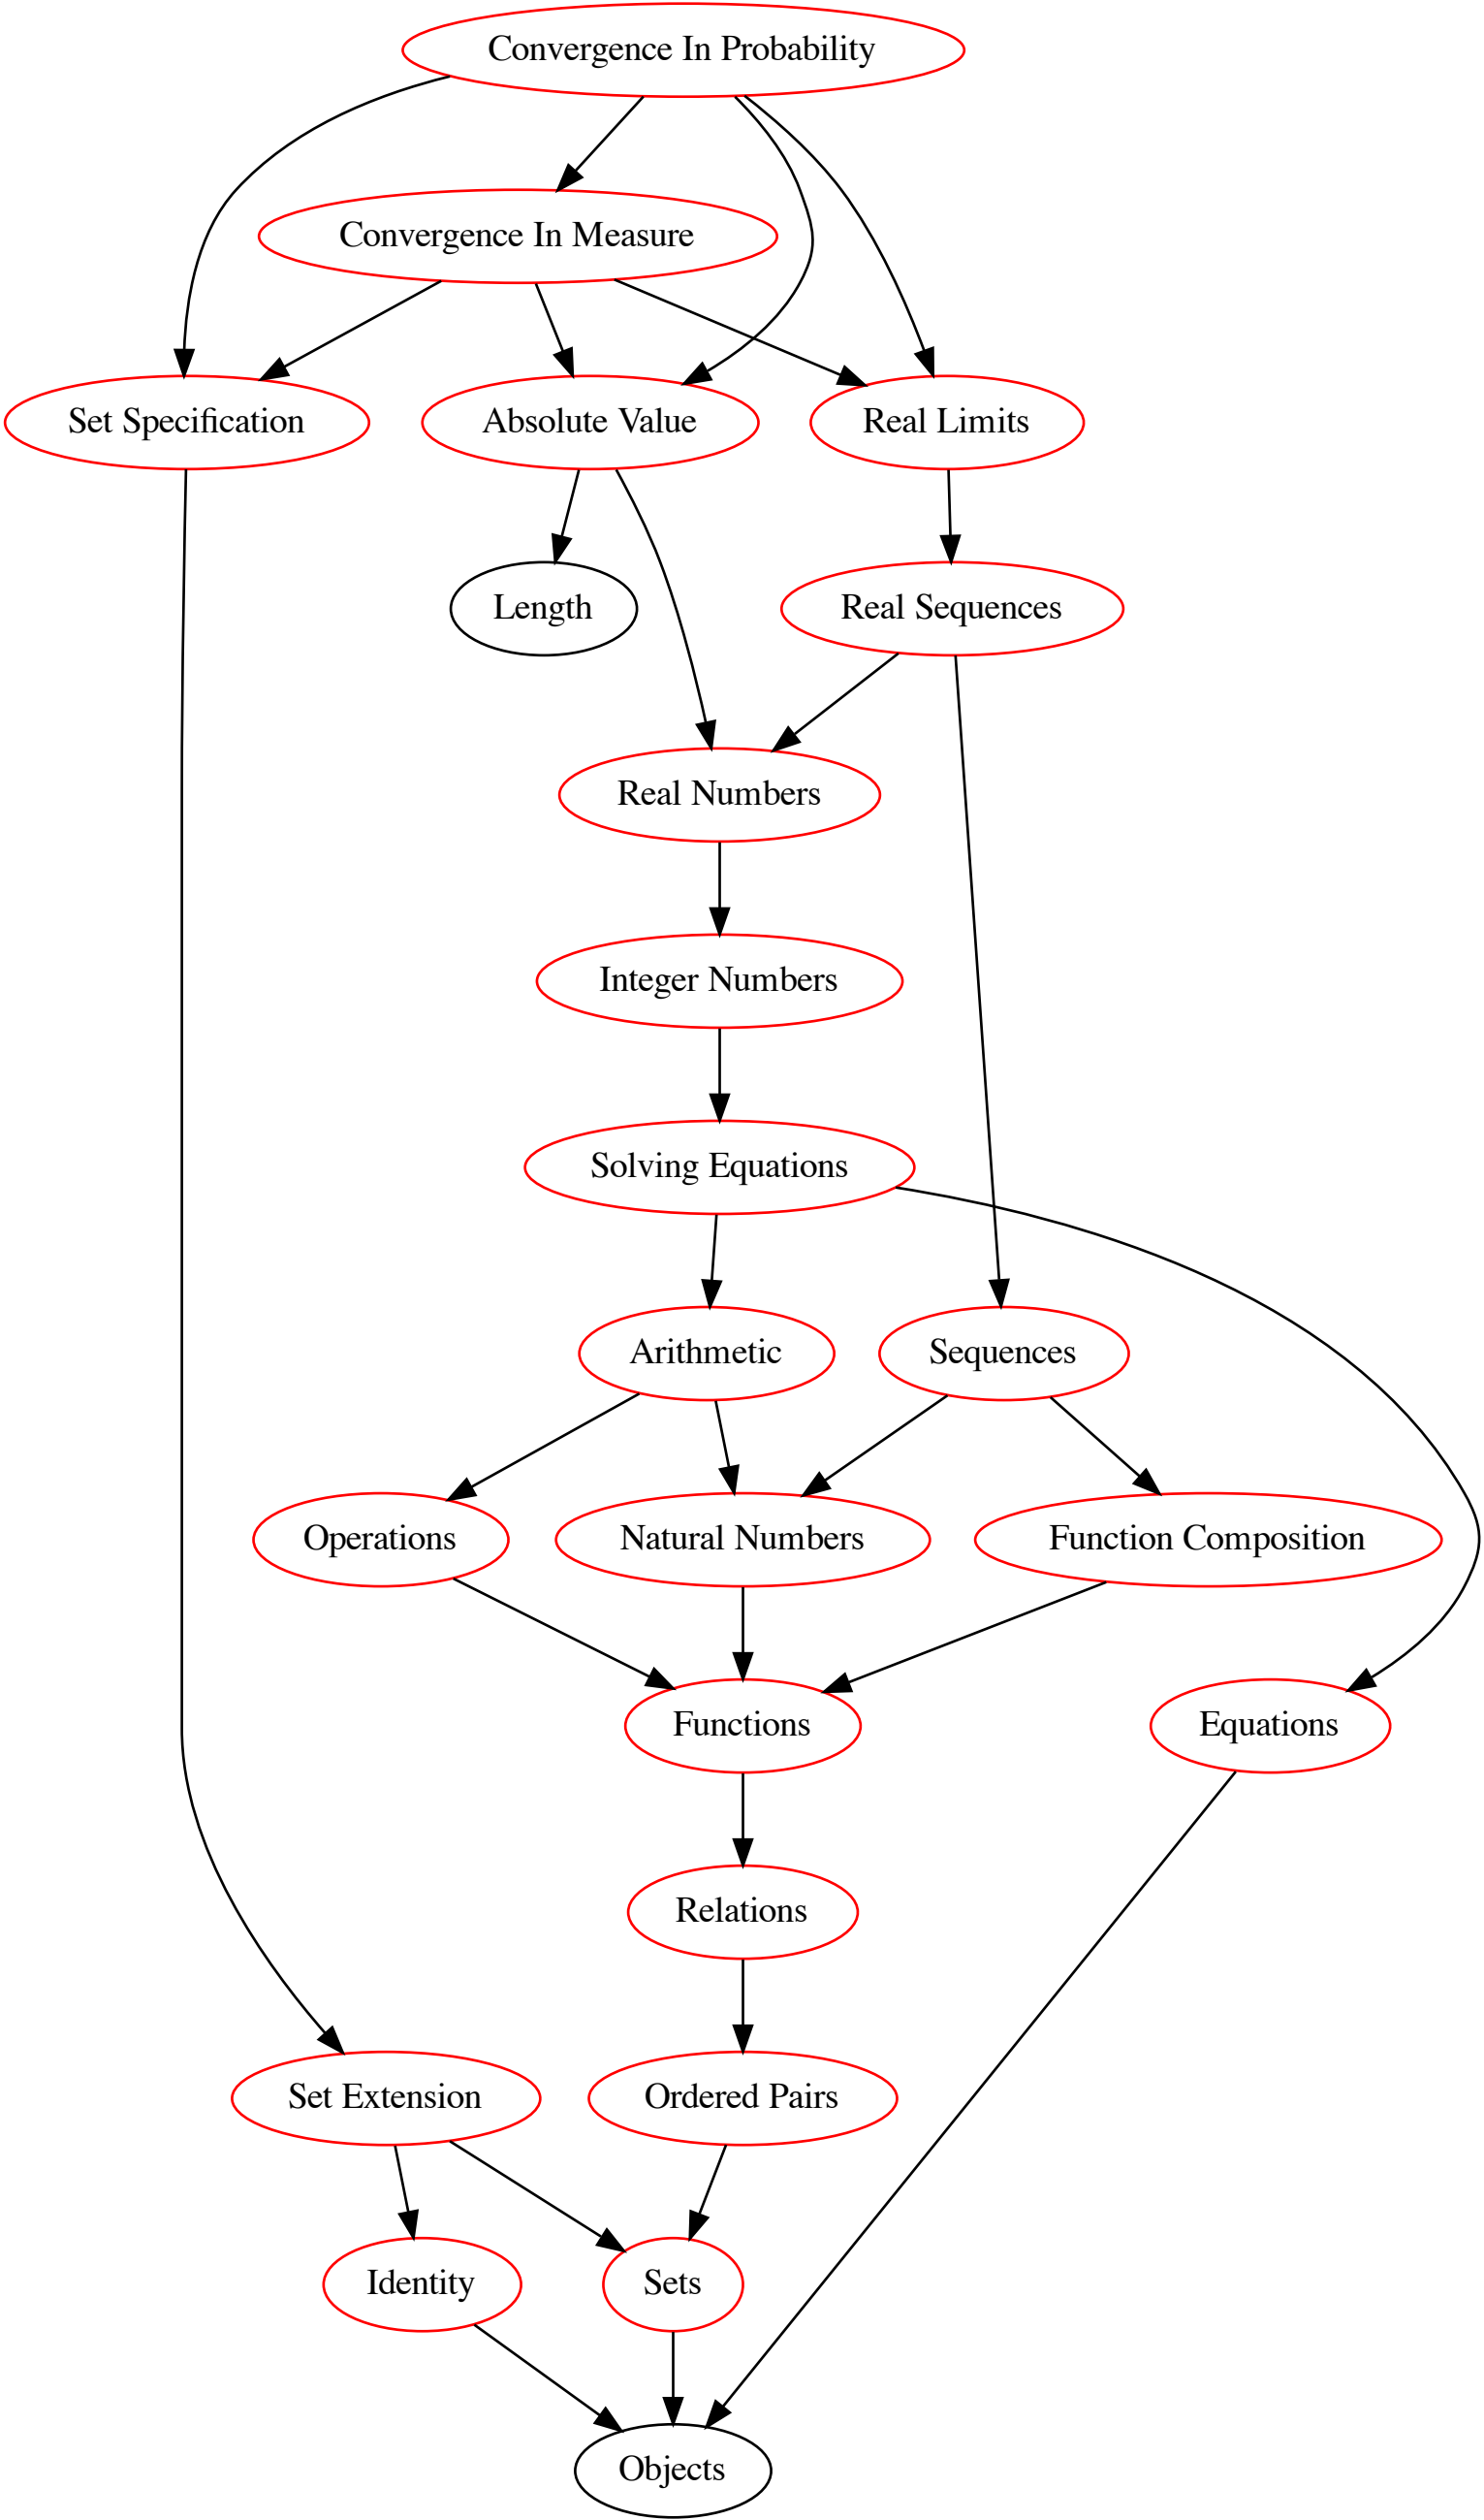 Convergence In Probability
Convergence In Measure
Set Specification
Absolute Value
Real Limits
Length
Real Sequences
Real Numbers
Integer Numbers
Solving Equations
Arithmetic
Sequences
Operations
Natural Numbers
Function Composition
Functions
Equations
Relations
Set Extension
Ordered Pairs
Identity
Sets
Objects